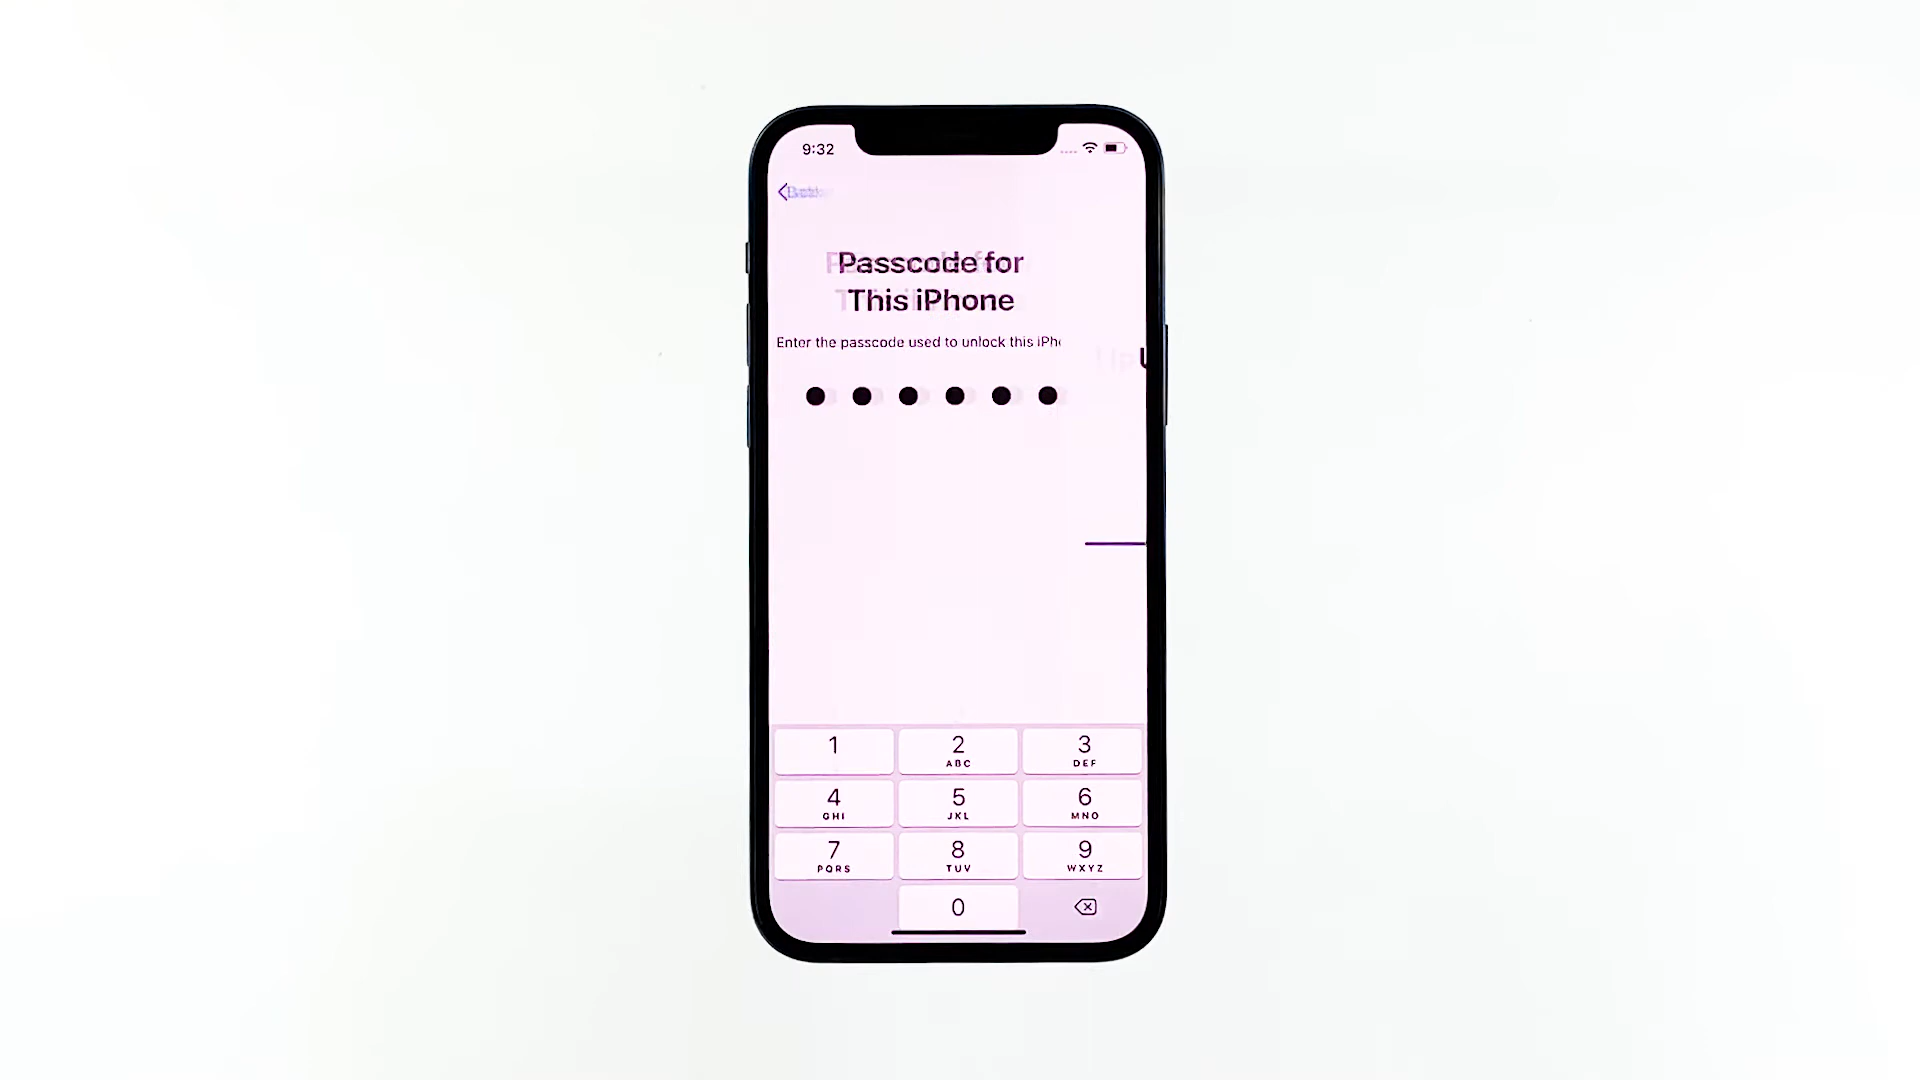 9:32
Passcode for
This iPhone
Enter the passcode used to unlock this
1
2
ABC
3
DEF
4
GHI
5
JKL
6
MNO
7
PQRS
8
TUV
9
WXYZ
0